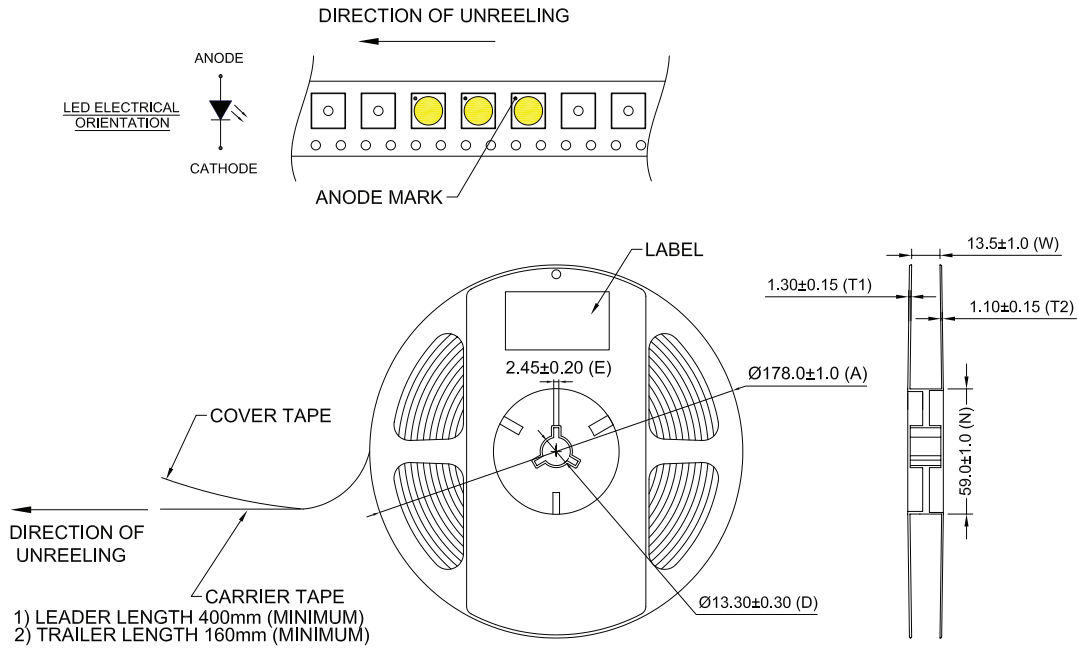 DIRECTION OF UNREELING
ANODE
LED ELECTRICAL
ORIENTATION
CATHODE
ANODE MARK
LABEL
13.5±1.0 (W)
1.30±0.15 (T1)
1.10±0.15 (T2)
2.45±0.20 (E)
Ø178.0±1.0 (A)
COVER TAPE
59.0±1.0 (N)
DIRECTION OF
UNREELING
CARRIER TAPE
Ø13.30±0.30 (D)
1) LEADER LENGTH 400mm (MINIMUM)
2) TRAILER LENGTH 160mm (MINIMUM)